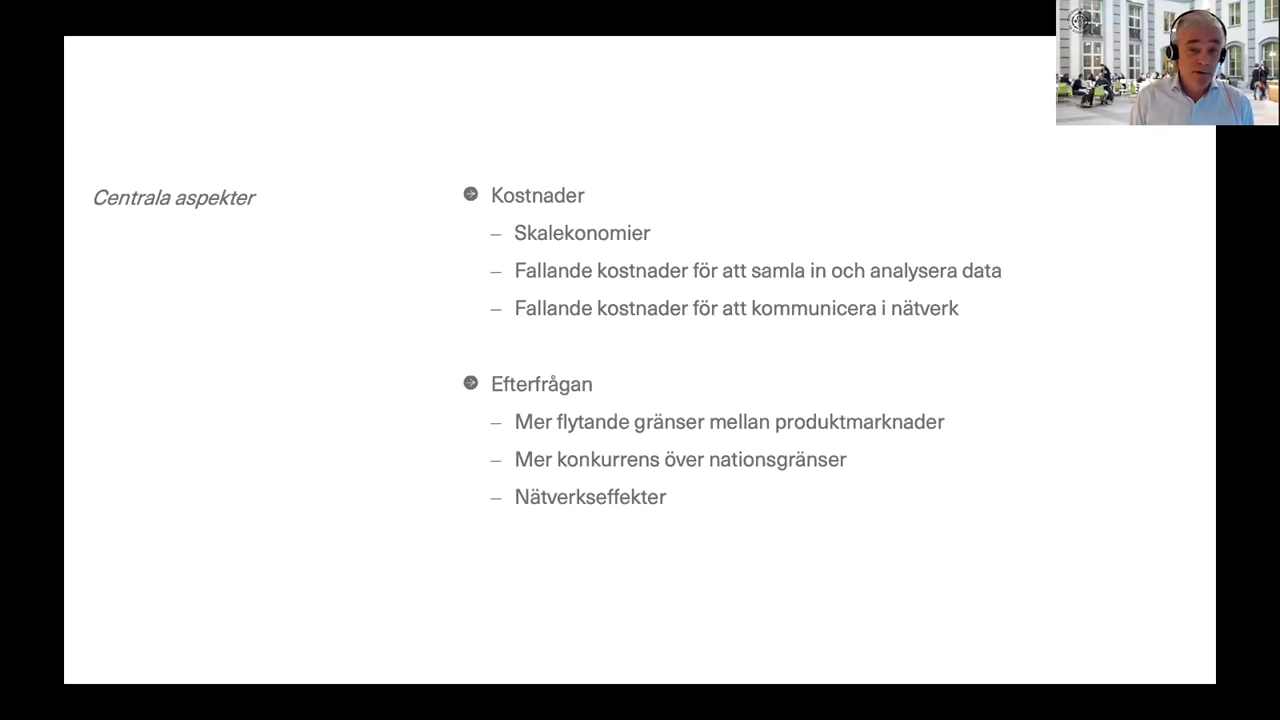 Centrala aspekter
Kostnader
– Skalekonomier
– Fallande kostnader för att samla in och analysera data
– Fallande kostnader för att kommunicera i nätverk
Efterfrågan
– Mer flytande gränser mellan produktmarknader
– Mer konkurrens över nationsgränser
– Nätverkseffekter